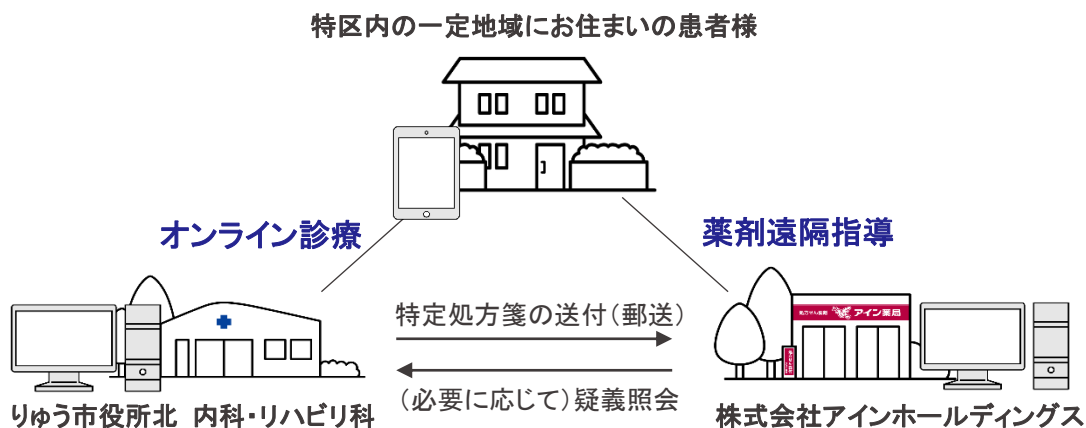 特区内の一定地域にお住まいの患者様
オンライン診療
薬剤遠隔指導
特定処方箋の送付(郵送)
(必要に応じて)疑義照会
アイン薬局
りゅう市役所北 内科・リハビリ科
株式会社アインホールディングス